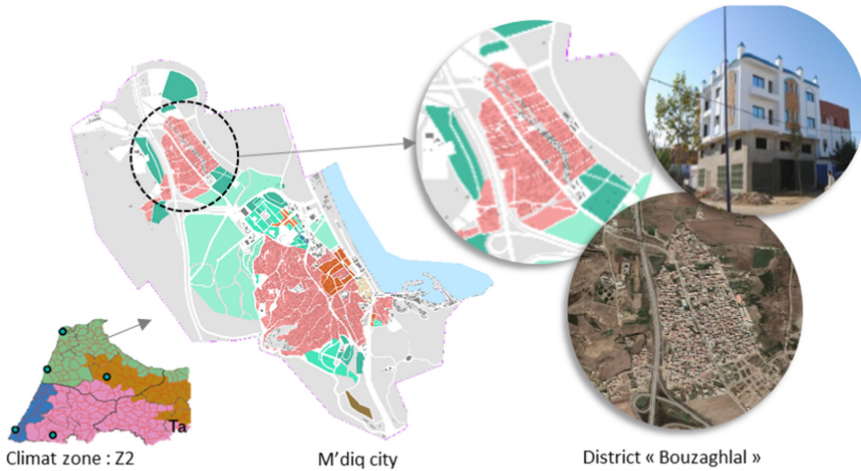 Ta
Climat zone : Z2
M'diq city
District « Bouzaghlal »